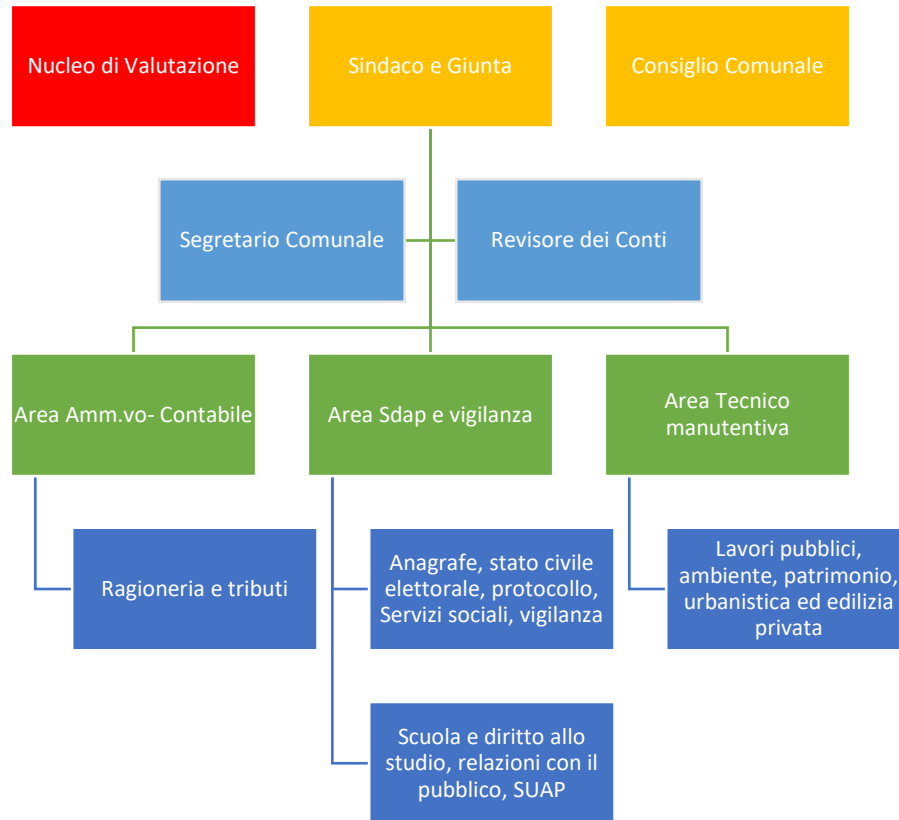 Nucleo di Valutazione
Sindaco e Giunta
Consiglio Comunale
Segretario Comunale
Revisore dei Conti
Area Amm.vo- Contabile
Area Sdap e vigilanza
Area Tecnico
manutentiva
Ragioneria e tributi
Anagrafe, stato civile
elettorale, protocollo,
Servizi sociali, vigilanza
Lavori pubblici,
ambiente, patrimonio,
urbanistica ed edilizia
privata
Scuola e diritto allo
studio, relazioni con il
pubblico, SUAP